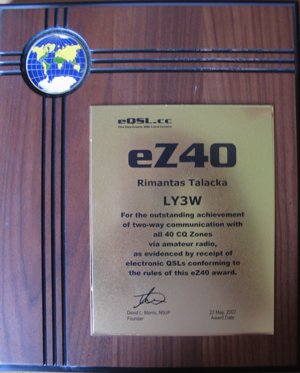 eQSL.cc
The Electronic QSL Card Centre
eZ40
Rimantas Talacka
LY3W
For the outstanding achievement
of two-way communication with
all 40 CQ Zones
via amateur radio,
as evidenced by receipt of
electronic QSLs conforming to
the rules of this eZ40 award.
David L. Morris, N5UP
Founder
22 May, 2007
Award Date